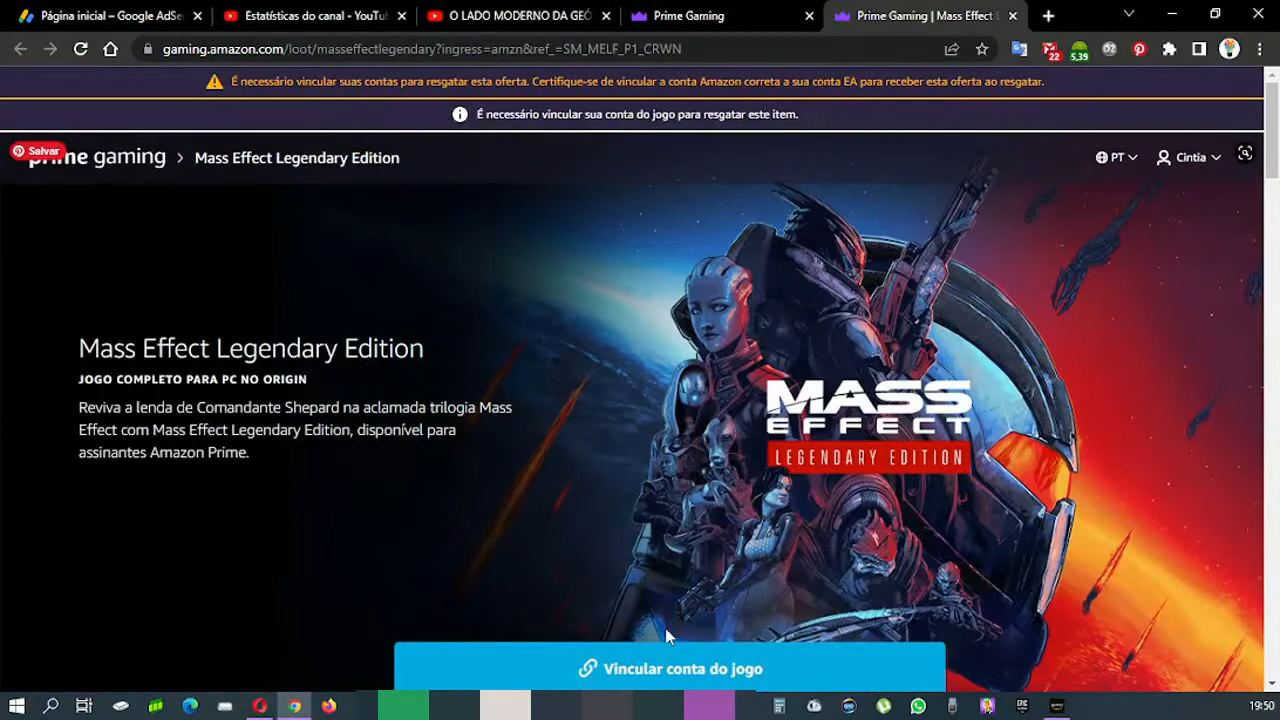 Página inicial – Google AdSe
Estatísticas do canal - YouTu
O LADO MODERNO DA GEÓ
Prime Gaming
Prime Gaming | Mass Effect L
gaming.amazon.com/loot/masseffectlegendary?ingress=amzn&ref_=SM_MELF_P1_CRWN
22
5,39
É necessário vincular suas contas para resgatar esta oferta. Certifique-se de vincular a conta Amazon correta a sua conta EA para receber esta oferta ao resgatar.
É necessário vincular sua conta do jogo para resgatar este item.
Salvar
prime gaming > Mass Effect Legendary Edition
PT
Cintia
Mass Effect Legendary Edition
JOGO COMPLETO PARA PC NO ORIGIN
Reviva a lenda de Comandante Shepard na aclamada trilogia Mass
Effect com Mass Effect Legendary Edition, disponível para
assinantes Amazon Prime.
MASS
EFFECT
LEGENDARY EDITION
Vincular conta do jogo
19:50